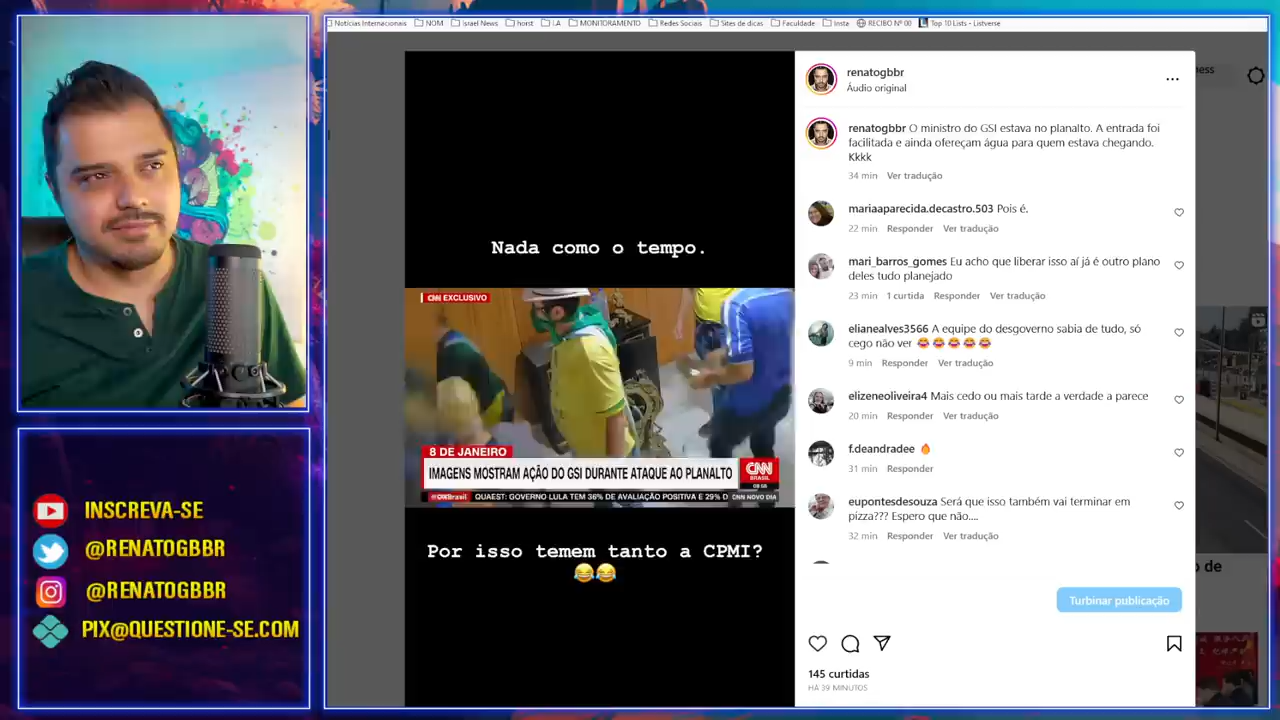 Notícias Internacionais NOM Israel News horst I.A MONITORAMENTO Redes Sociais Sites de dicas Faculdade Insta RECIBO Nº 00 Top 10 Lists - Listverse
renatogbbr
Áudio original
renatogbbr O ministro do GSI estava no planalto. A entrada foi
facilitada e ainda ofereçam água para quem estava chegando.
Kkkk
34 min Ver tradução
mariaaparecida.decastro.503 Pois é.
22 min Responder Ver tradução
mari_barros_gomes Eu acho que liberar isso aí já é outro plano
deles tudo planejado
23 min 1 curtida Responder Ver tradução
elianealves3566 A equipe do desgoverno sabia de tudo, só
cego não ver 😂😂😂😂😂
9 min Responder Ver tradução
elizeneoliveira4 Mais cedo ou mais tarde a verdade a parece
20 min Responder Ver tradução
f.deandradee 🔥
31 min Responder
eupontesdesouza Será que isso também vai terminar em
pizza??? Espero que não....
32 min Responder Ver tradução
Turbinar publicação
145 curtidas
HÁ 39 MINUTOS
Nada como o tempo.
CNN EXCLUSIVO
8 DE JANEIRO
IMAGENS MOSTRAM AÇÃO DO GSI DURANTE ATAQUE AO PLANALTO
CNN
BRASIL
08:58
QUAEST: GOVERNO LULA TEM 36% DE AVALIAÇÃO POSITIVA E 29% D
CNN NOVO DIA
Por isso temem tanto a CPMI?
😂😂
ness
o de
INSCREVA-SE
@RENATOGBBR
@RENATOGBBR
PIX@QUESTIONE-SE.COM